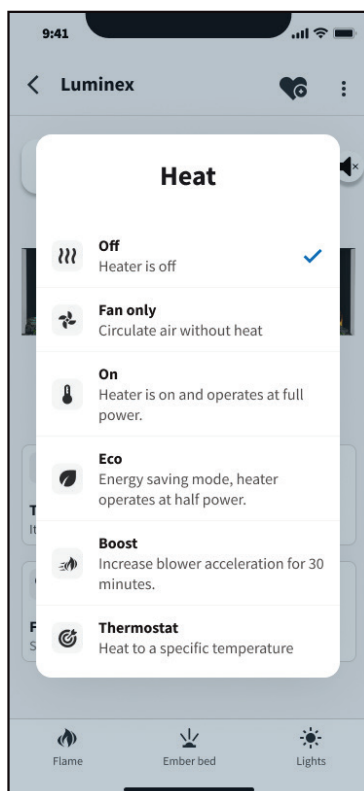 9:41
Luminex
Heat
Off
Heater is off
Fan only
Circulate air without heat
On
Heater is on and operates at full
power.
Eco
Energy saving mode, heater
operates at half power.
Boost
Increase blower acceleration for 30
minutes.
T
It
Thermostat
Heat to a specific temperature
F
S
Flame
Ember bed
Lights